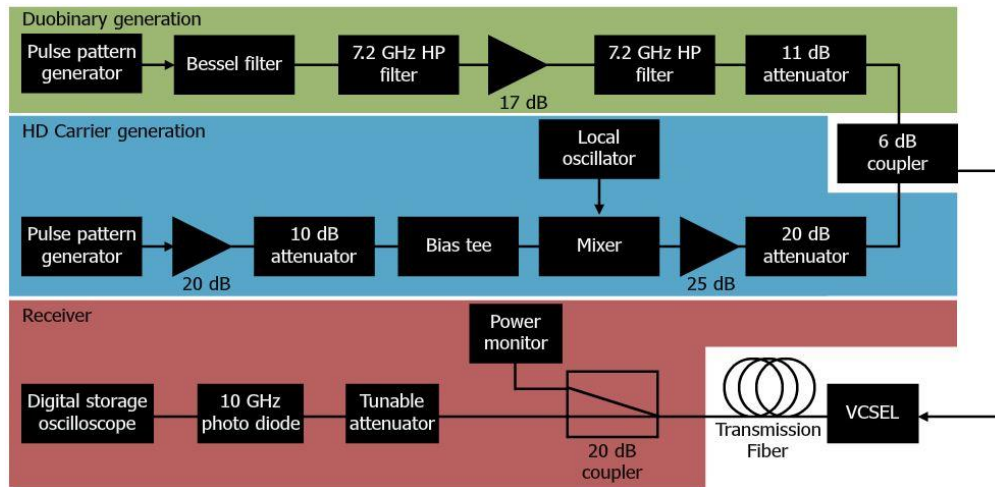 Duobinary generation
Pulse pattern
generator
Bessel filter
7.2 GHz HP
filter
17 dB
7.2 GHz HP
filter
11 dB
attenuator
6 dB
coupler
HD Carrier generation
Local
oscillator
Pulse pattern
generator
20 dB
10 dB
attenuator
Bias tee
Mixer
25 dB
20 dB
attenuator
Receiver
Power
monitor
Digital storage
oscilloscope
10 GHz
photo diode
Tunable
attenuator
20 dB
coupler
Transmission
Fiber
VCSEL